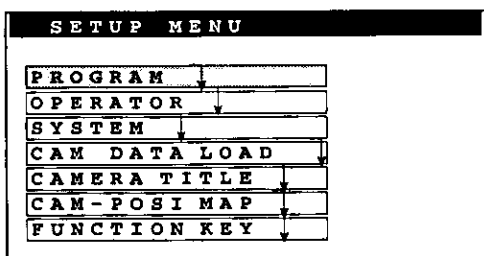 SETUP MENU
PROGRAM
OPERATOR
SYSTEM
CAM DATA LOAD
CAMERA TITLE
CAM-POSI MAP
FUNCTION KEY